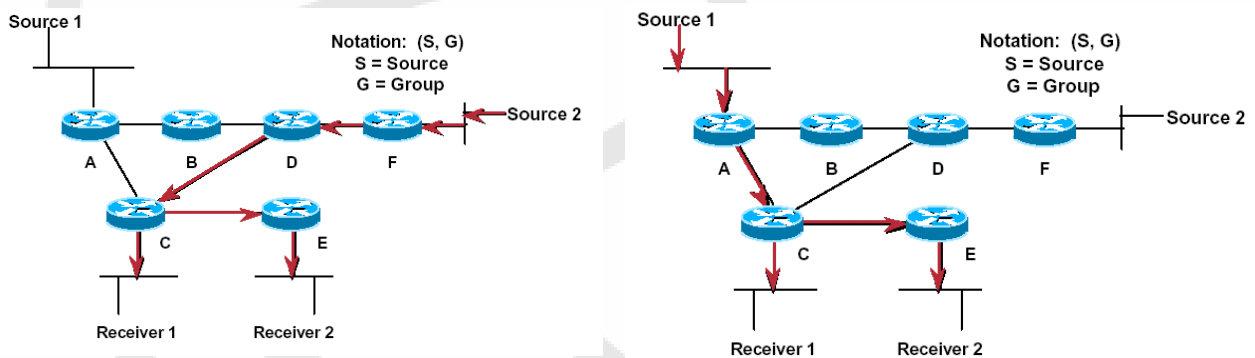 Source 1
Notation: (S, G)
S = Source
G = Group
Source 2
A
B
D
F
C
E
Receiver 1
Receiver 2
Source 1
Notation: (S, G)
S = Source
G = Group
Source 2
A
B
D
F
C
E
Receiver 1
Receiver 2